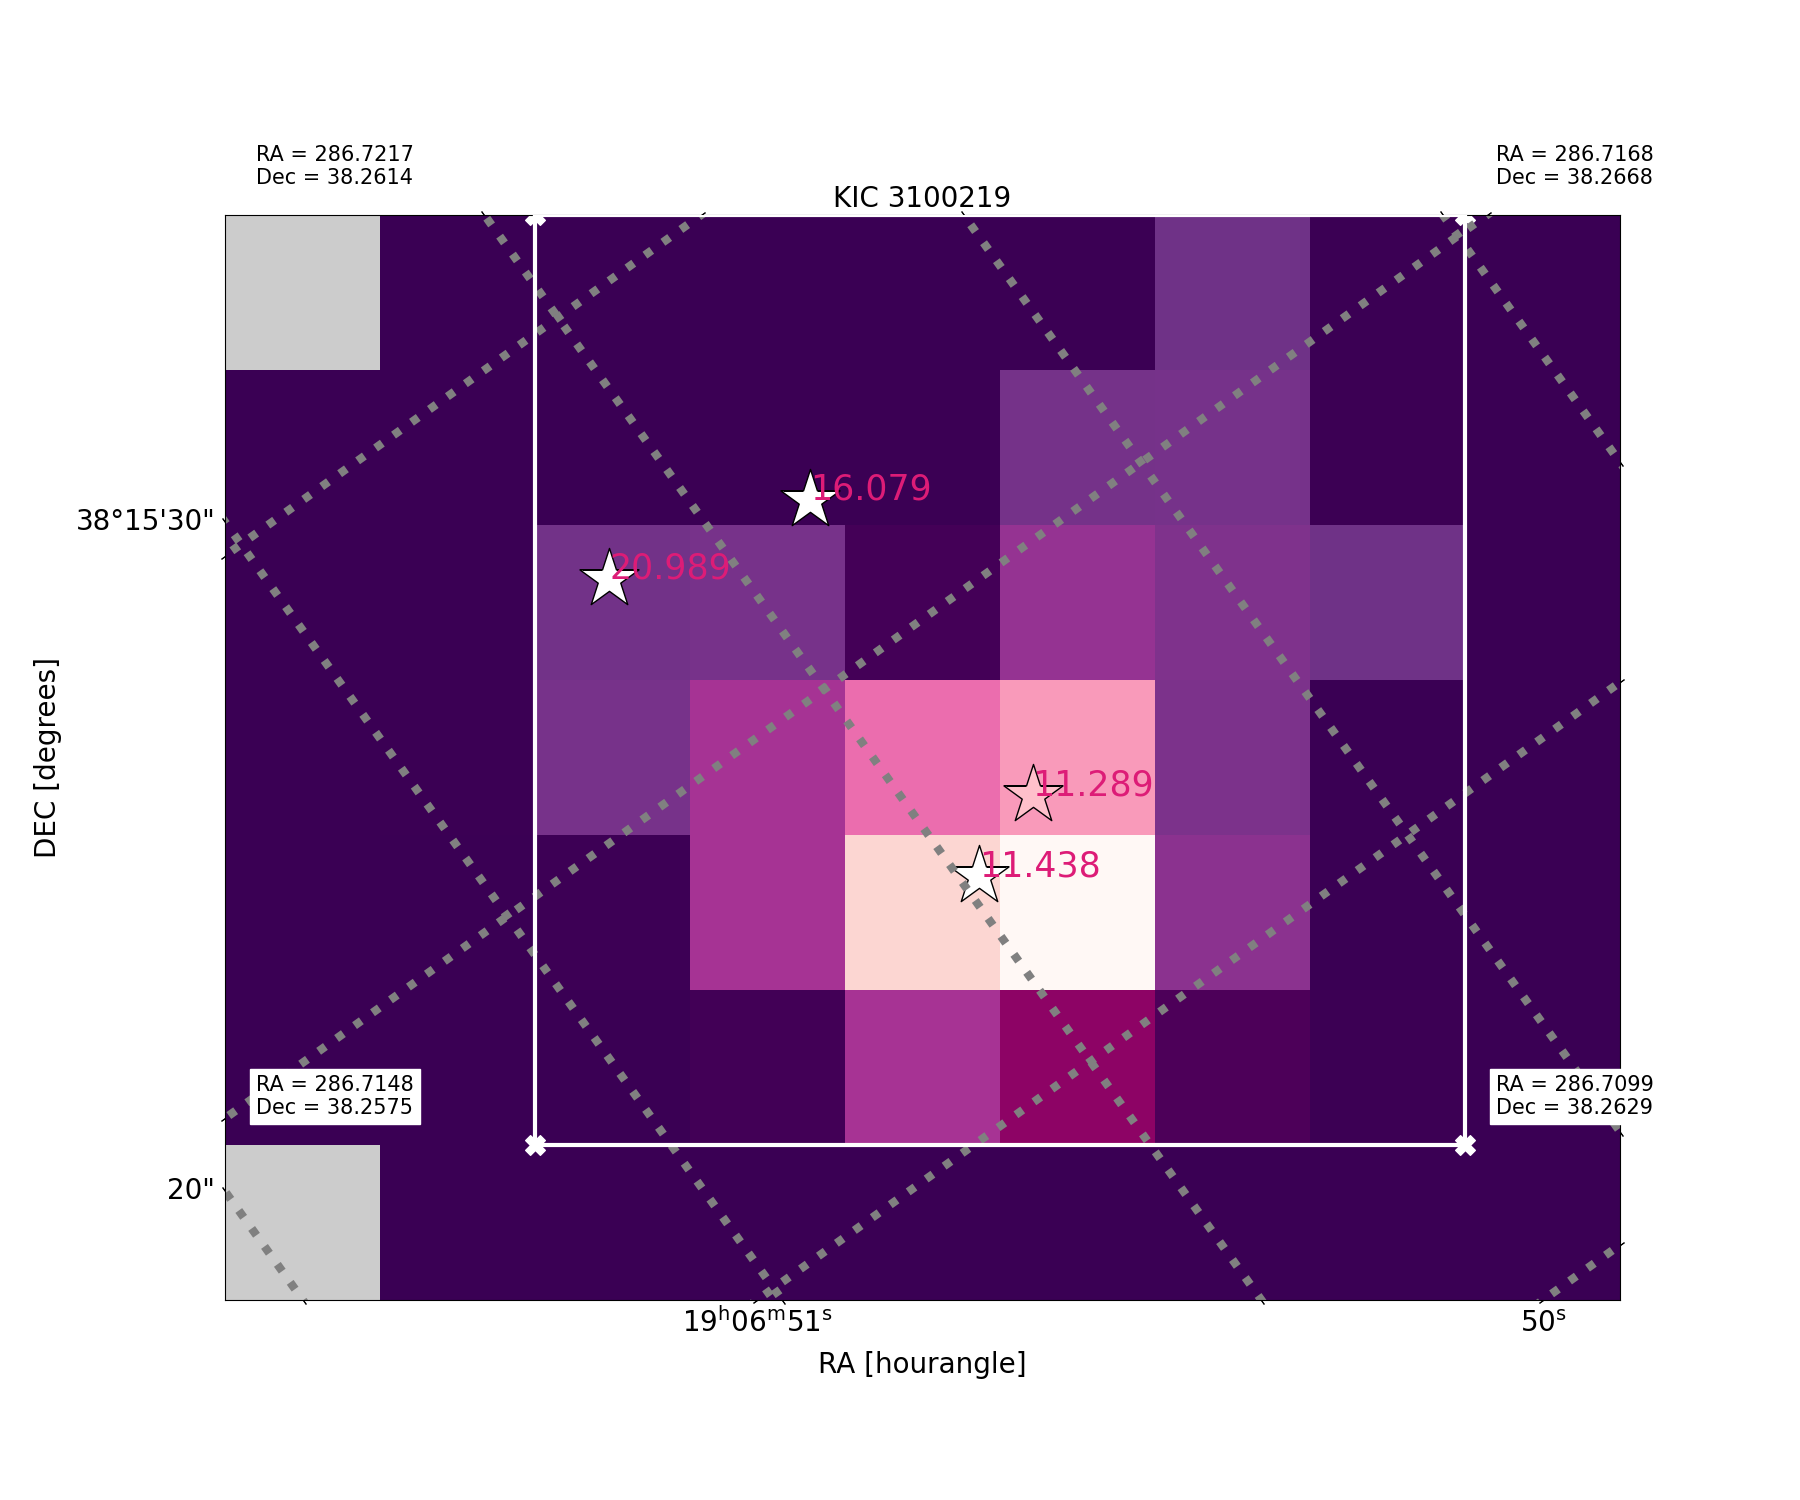 RA = 286.7217
Dec = 38.2614
RA = 286.7168
Dec = 38.2668
KIC 3100219
16.079
38°15'30"
20.989
11.289
11.438
DEC [degrees]
RA = 286.7148
Dec = 38.2575
RA = 286.7099
Dec = 38.2629
20"
19ʰ06ᵐ51ˢ
50ˢ
RA [hourangle]